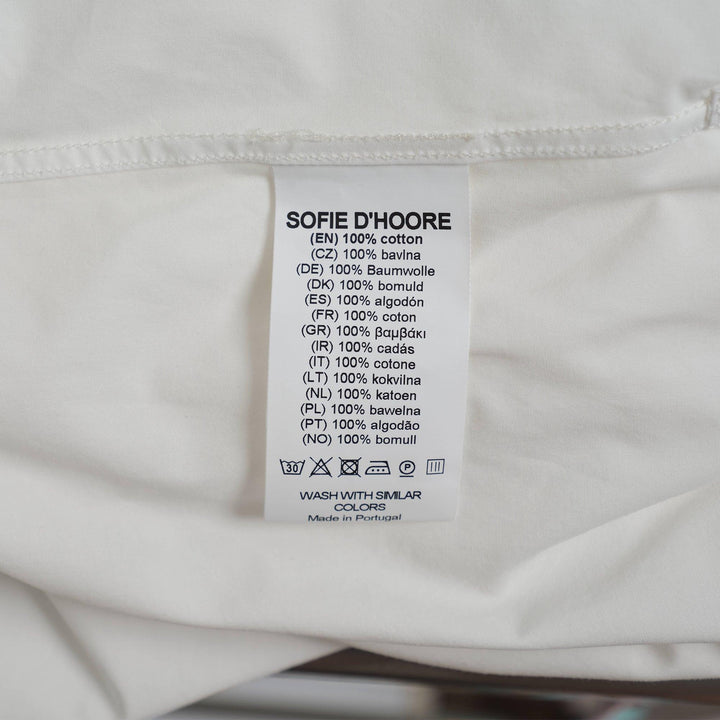 SOFIE D'HOORE
(EN) 100% cotton
(CZ) 100% bavlna
(DE) 100% Baumwolle
(DK) 100% bomuld
(ES) 100% algodón
(FR) 100% coton
(GR) 100% βαμβάκι
(IR) 100% cadás
(IT) 100% cotone
(LT) 100% kokvilna
(NL) 100% katoen
(PL) 100% bawelna
(PT) 100% algodão
(NO) 100% bomull
30 P
WASH WITH SIMILAR
COLORS
Made in Portugal